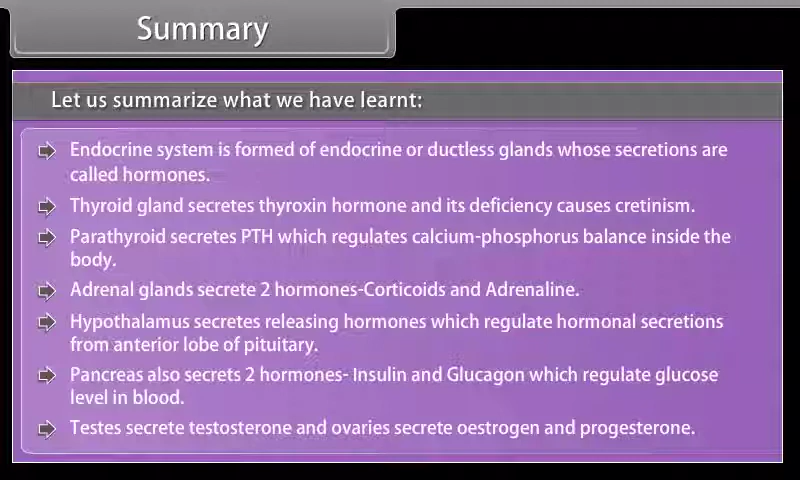 Summary
Let us summarize what we have learnt:
Endocrine system is formed of endocrine or ductless glands whose secretions are
called hormones.
Thyroid gland secretes thyroxin hormone and its deficiency causes cretinism.
Parathyroid secretes PTH which regulates calcium-phosphorus balance inside the
body.
Adrenal glands secrete 2 hormones-Corticoids and Adrenaline.
Hypothalamus secretes releasing hormones which regulate hormonal secretions
from anterior lobe of pituitary.
Pancreas also secrets 2 hormones- Insulin and Glucagon which regulate glucose
level in blood.
Testes secrete testosterone and ovaries secrete oestrogen and progesterone.